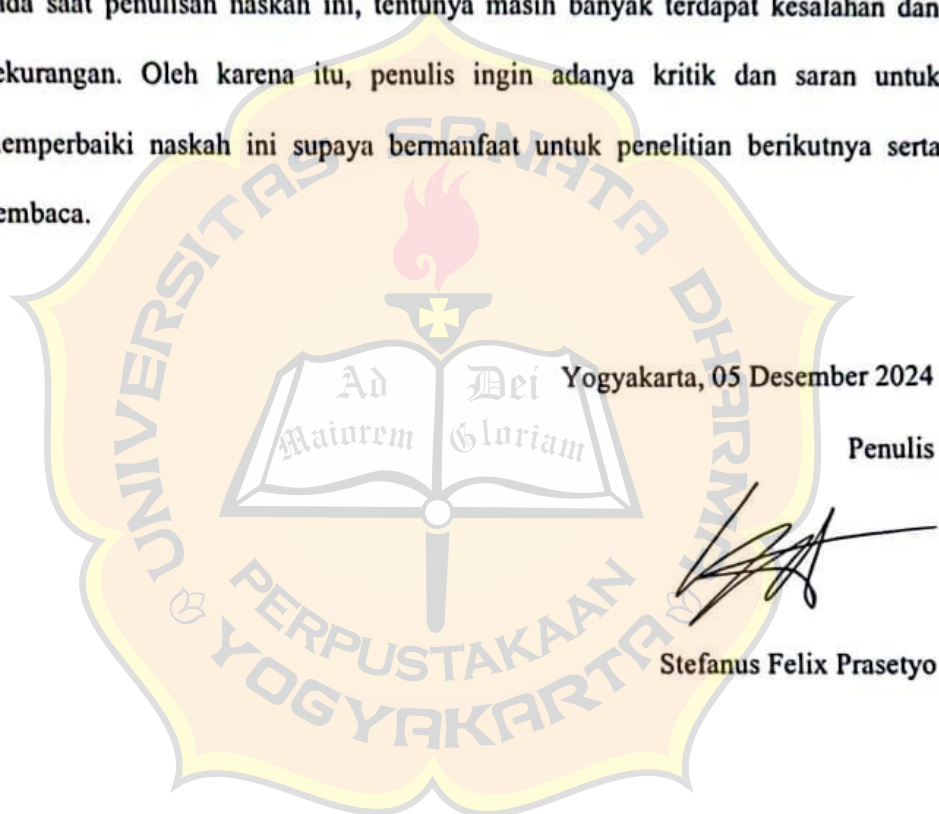 ada saat penulisan naskah ini, tentunya masih banyak terdapat kesalahan dan
ekurangan. Oleh karena itu, penulis ingin adanya kritik dan saran untuk
emperbaiki naskah ini supaya bermanfaat untuk penelitian berikutnya serta
embaca.
UNIVERSITAS SANATA DHARMA
Ad Dei
Maiorem Gloriam
Yogyakarta, 05 Desember 2024
Penulis
PERPUSTAKAAN
YOGYAKARTA
Stefanus Felix Prasetyo